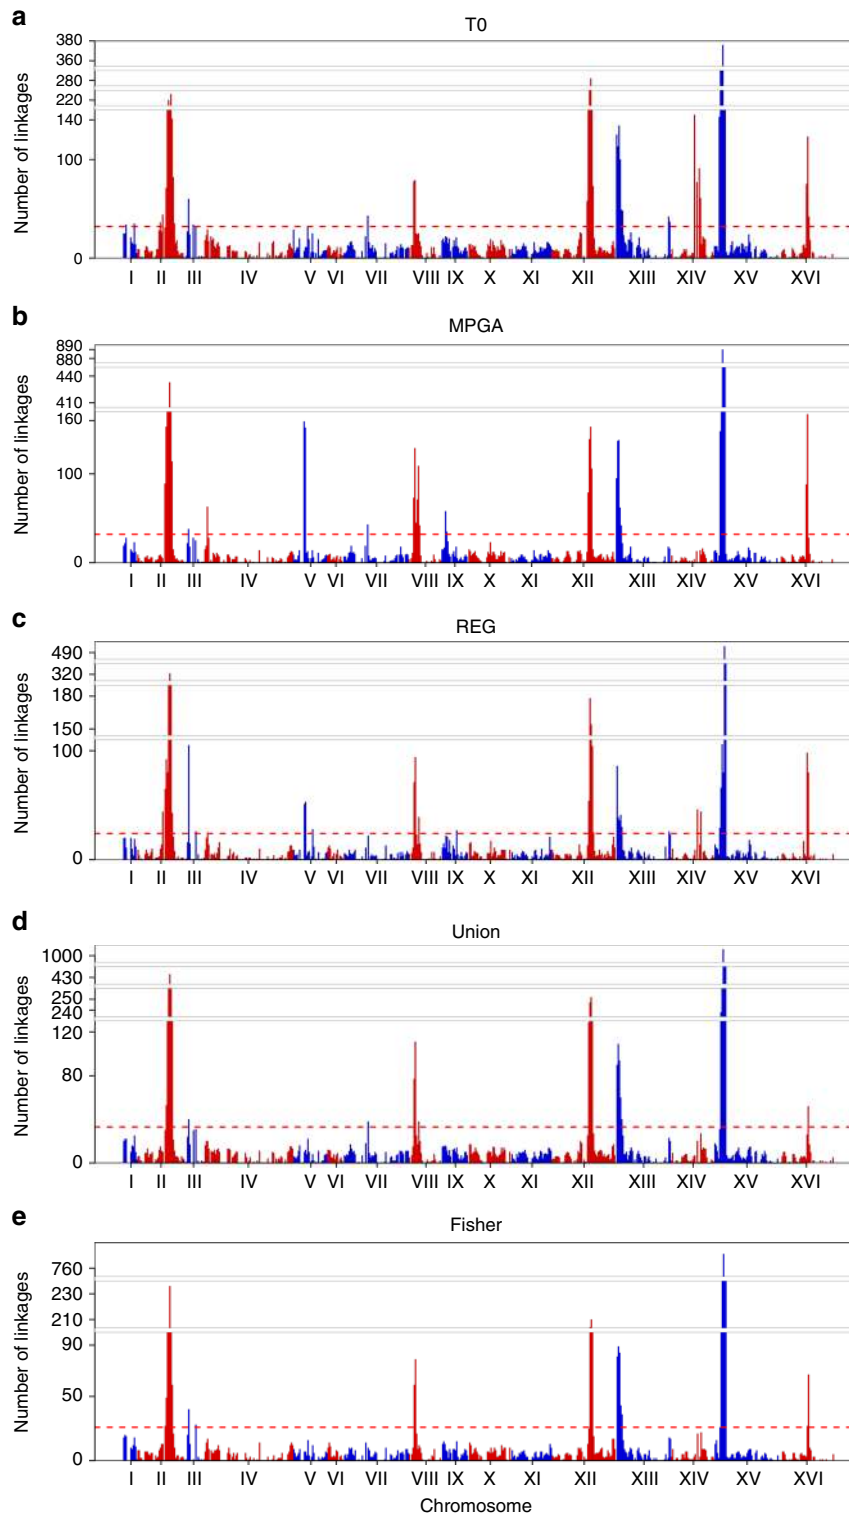 a
T0
Number of linkages
380
360
280
220
140
100
0
I II III IV V VI VII VIII IX X XI XII XIII XIV XV XVI
b
MPGA
Number of linkages
890
880
440
410
160
100
0
I II III IV V VI VII VIII IX X XI XII XIII XIV XV XVI
c
REG
Number of linkages
490
320
180
150
100
0
I II III IV V VI VII VIII IX X XI XII XIII XIV XV XVI
d
Union
Number of linkages
1000
430
250
240
120
80
0
I II III IV V VI VII VIII IX X XI XII XIII XIV XV XVI
e
Fisher
Number of linkages
760
230
210
90
50
0
I II III IV V VI VII VIII IX X XI XII XIII XIV XV XVI
Chromosome